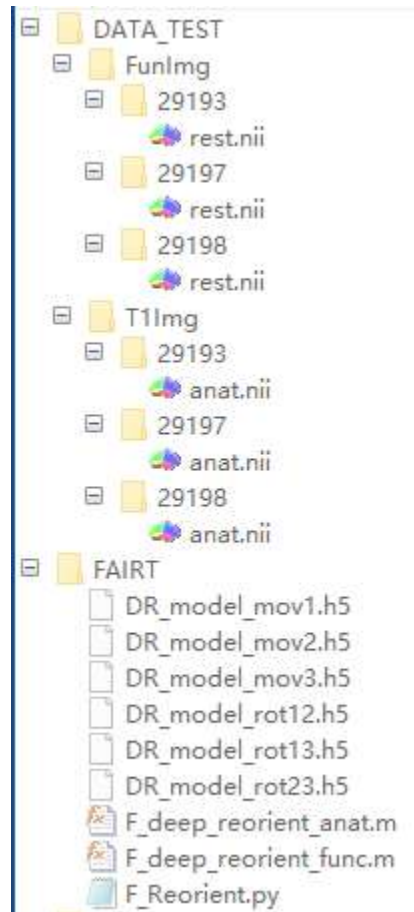 DATA_TEST
FunImg
29193
rest.nii
29197
rest.nii
29198
rest.nii
T1Img
29193
anat.nii
29197
anat.nii
29198
anat.nii
FAIRT
DR_model_mov1.h5
DR_model_mov2.h5
DR_model_mov3.h5
DR_model_rot12.h5
DR_model_rot13.h5
DR_model_rot23.h5
F_deep_reorient_anat.m
F_deep_reorient_func.m
F_Reorient.py